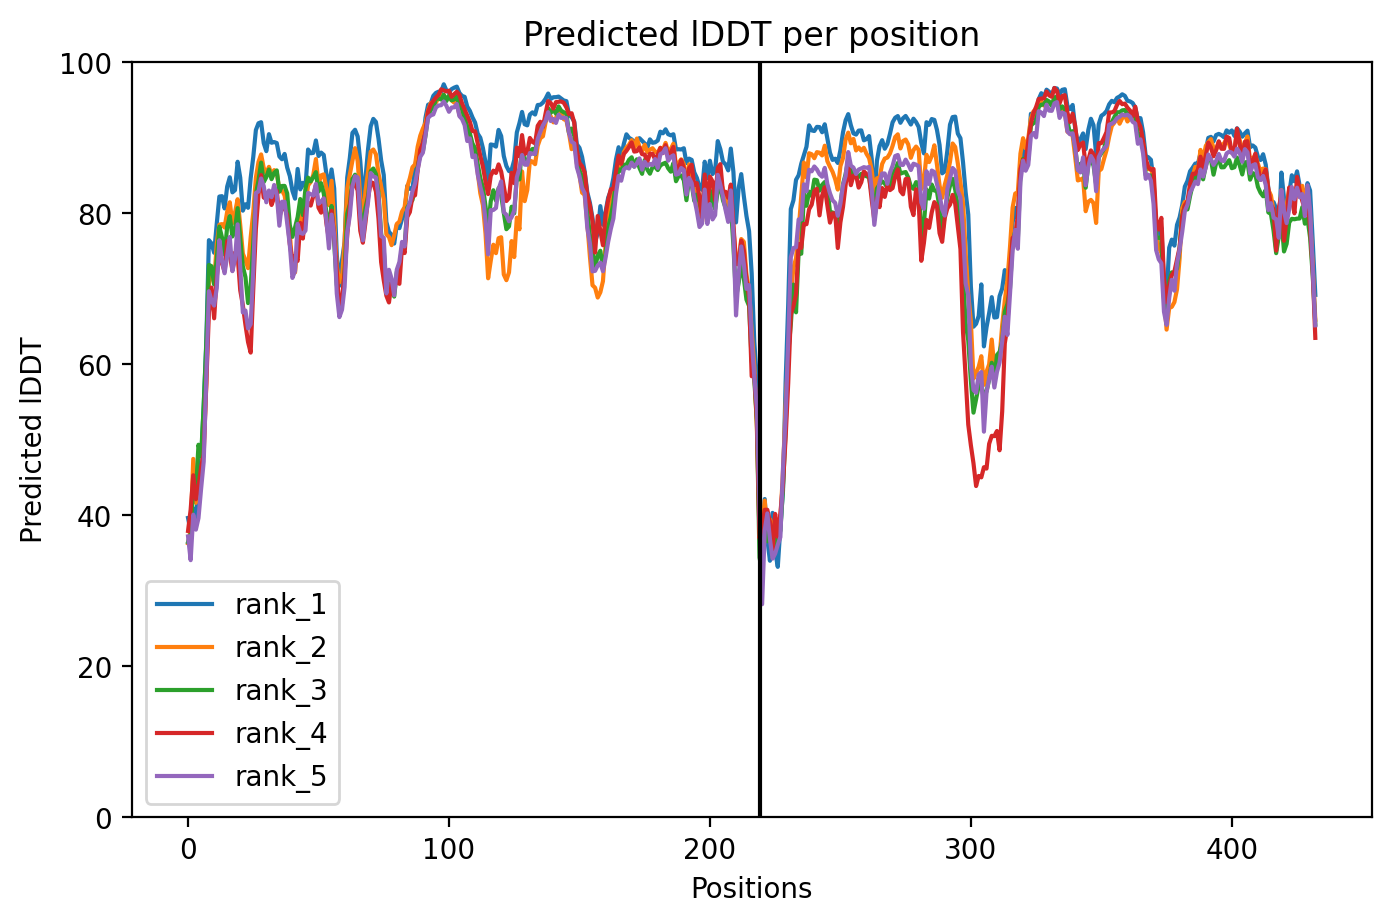 Predicted lDDT per position
100
80
60
40
20
0
Predicted lDDT
rank_1
rank_2
rank_3
rank_4
rank_5
0
100
200
300
400
Positions